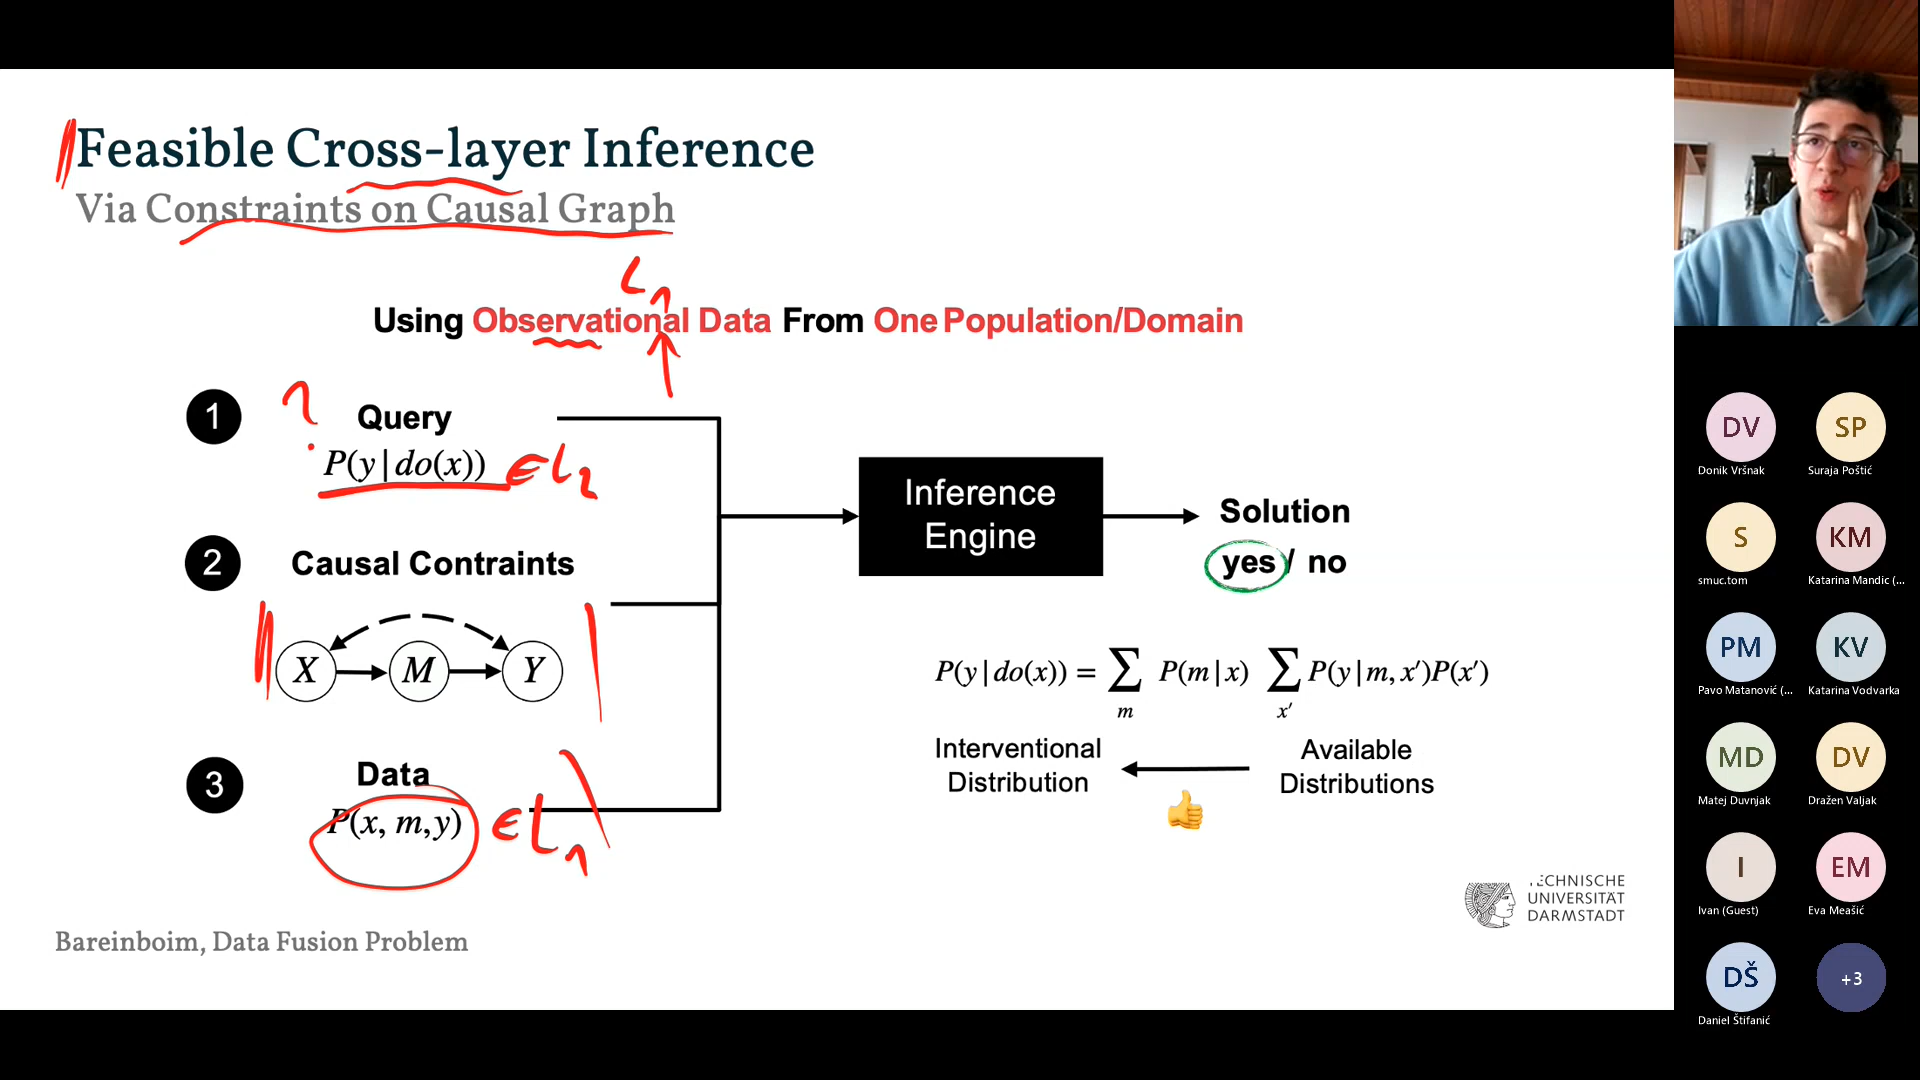 Feasible Cross-layer Inference
Via Constraints on Causal Graph
L1
Using Observational Data From One Population/Domain
1
?
Query
P(y|do(x)) ∈ L2
2
Causal Contraints
X M Y
3
Data
P(x, m,y) ∈ L1
Inference
Engine
Solution
yes / no
P(y|do(x)) = ∑m P(m|x) ∑x′ P(y|m, x′)P(x′)
Interventional
Distribution
Available
Distributions
TECHNISCHE
UNIVERSITÄT
DARMSTADT
Bareinboim, Data Fusion Problem
DV
Donik Vršnak
SP
Suraja Poštić
S
smuc.tom
KM
Katarina Mandic (...
PM
Pavo Matanović (...
KV
Katarina Vodvarka
MD
Matej Duvnjak
DV
Dražen Valjak
I
Ivan (Guest)
EM
Eva Meašić
DŠ
Daniel Štifanić
+3